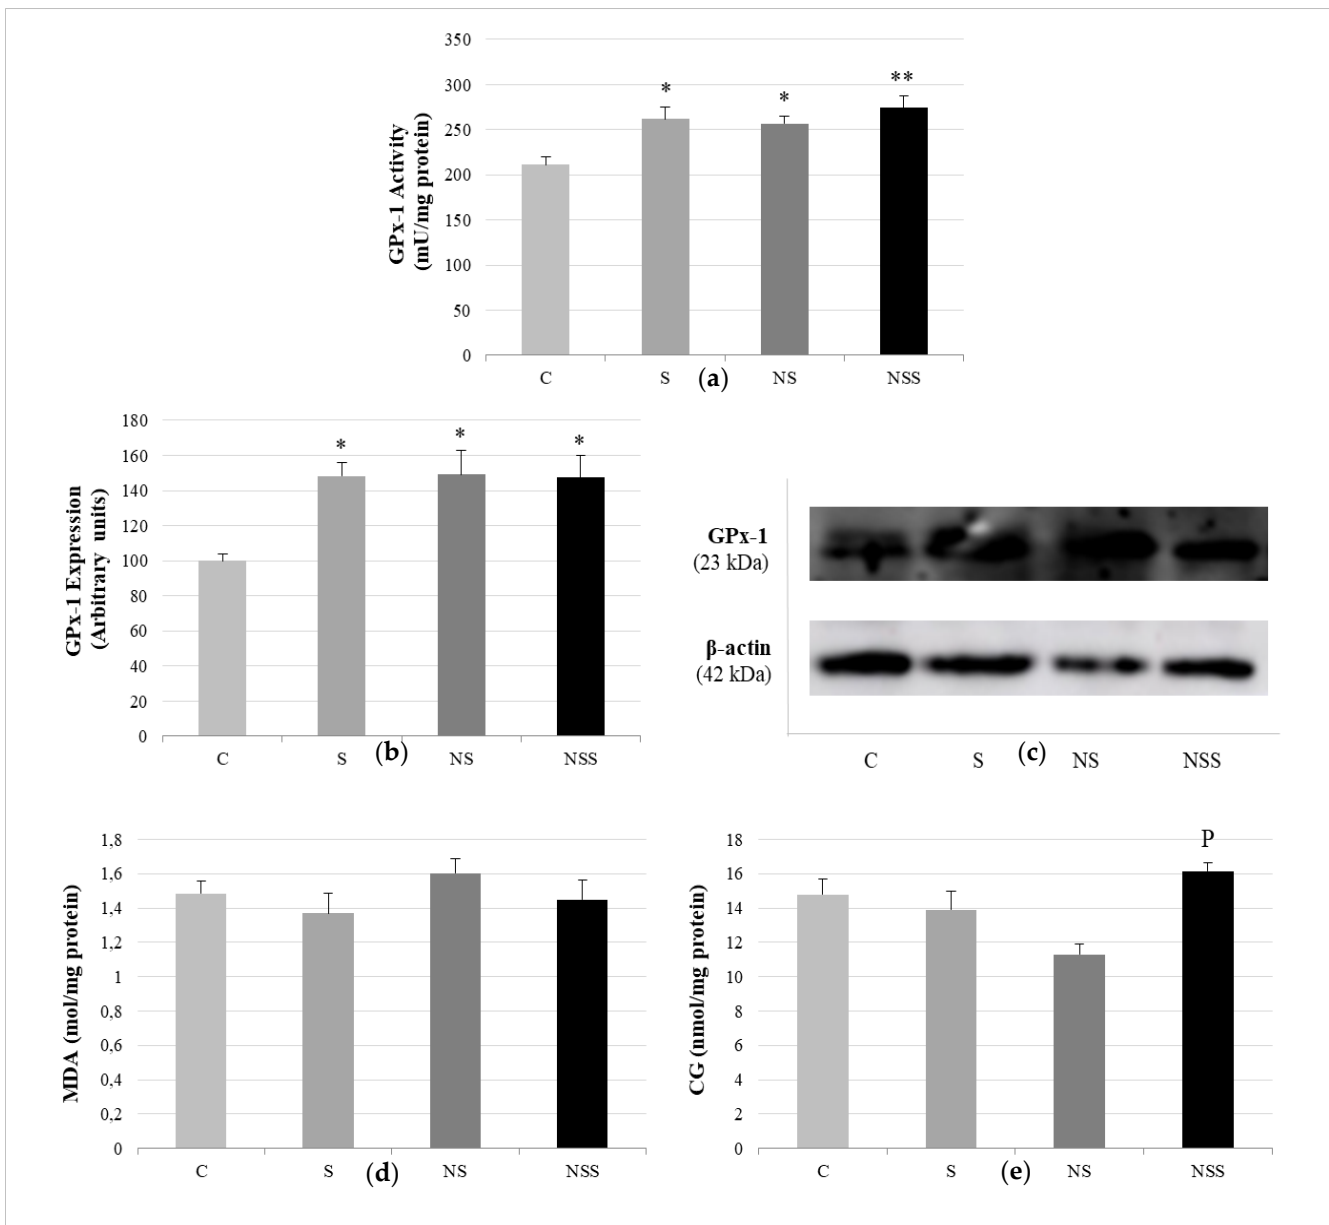 350
300
250
200
150
100
50
0
GPx-1 Activity
(mU/mg protein)
*
*
**
C
S
NS
NSS
(a)
180
160
140
120
100
80
60
40
20
0
GPx-1 Expression
(Arbitrary units)
*
*
*
C
S
NS
NSS
(b)
GPx-1
(23 kDa)
β-actin
(42 kDa)
C
S
NS
NSS
(c)
1,8
1,6
1,4
1,2
1
0,8
0,6
0,4
0,2
0
MDA (mol/mg protein)
C
S
NS
NSS
(d)
18
16
14
12
10
8
6
4
2
0
CG (nmol/mg protein)
P
C
S
NS
NSS
(e)